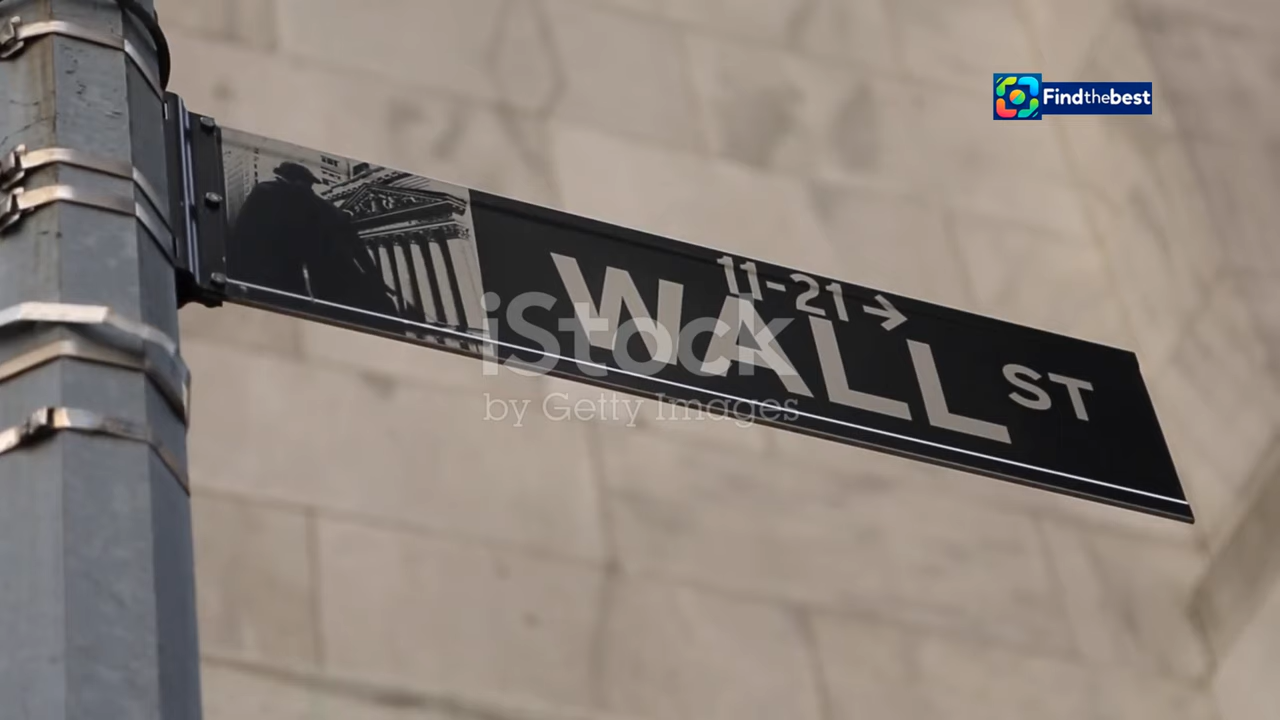 Findthebest
11-21 →
WALL ST
iStock
by Getty Images